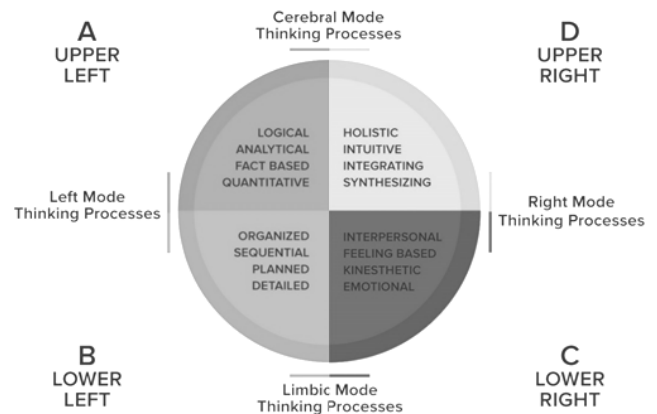 A
UPPER
LEFT
Cerebral Mode
Thinking Processes
D
UPPER
RIGHT
LOGICAL
ANALYTICAL
FACT BASED
QUANTITATIVE
HOLISTIC
INTUITIVE
INTEGRATING
SYNTHESIZING
Left Mode
Thinking Processes
Right Mode
Thinking Processes
ORGANIZED
SEQUENTIAL
PLANNED
DETAILED
INTERPERSONAL
FEELING BASED
KINESTHETIC
EMOTIONAL
B
LOWER
LEFT
Limbic Mode
Thinking Processes
C
LOWER
RIGHT